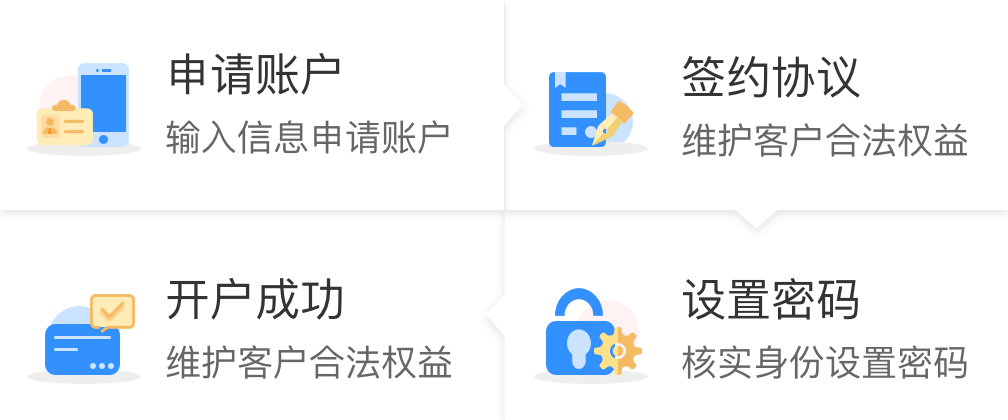 申请账户
输入信息申请账户
签约协议
维护客户合法权益
开户成功
维护客户合法权益
设置密码
核实身份设置密码